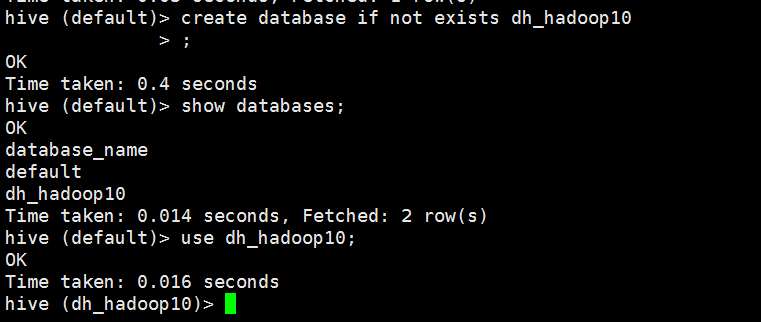 hive (default)> create database if not exists dh_hadoop10
              > ;
OK
Time taken: 0.4 seconds
hive (default)> show databases;
OK
database_name
default
dh_hadoop10
Time taken: 0.014 seconds, Fetched: 2 row(s)
hive (default)> use dh_hadoop10;
OK
Time taken: 0.016 seconds
hive (dh_hadoop10)>